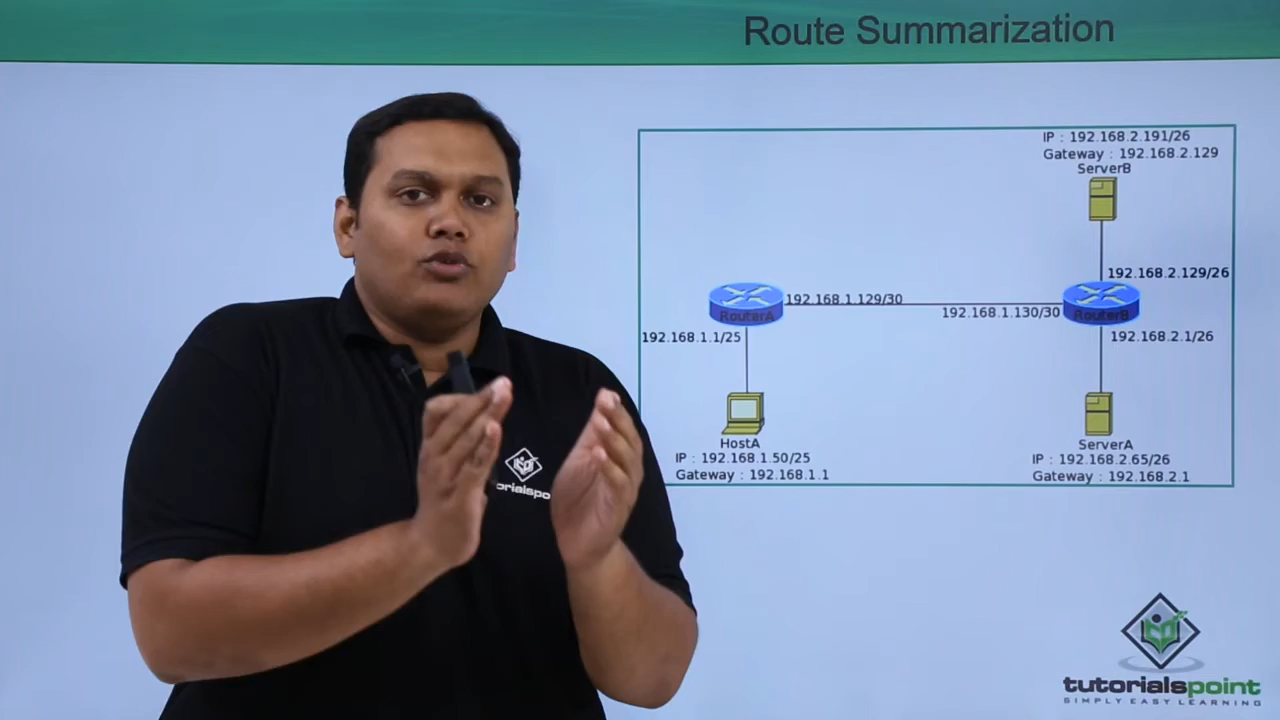 Route Summarization
IP : 192.168.2.191/26
Gateway : 192.168.2.129
ServerB
192.168.2.129/26
192.168.1.129/30
RouterA
192.168.1.130/30
RouterB
192.168.1.1/25
192.168.2.1/26
HostA
IP : 192.168.1.50/25
Gateway : 192.168.1.1
ServerA
IP : 192.168.2.65/26
Gateway : 192.168.2.1
orialspo
tutorialspoint
SIMPLY EASY LEARNING